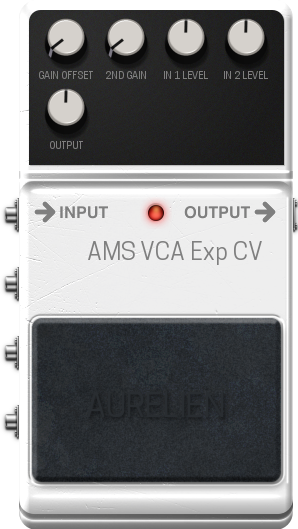 GAIN OFFSET 2ND GAIN IN 1 LEVEL IN 2 LEVEL
OUTPUT
INPUT OUTPUT
AMS VCA Exp CV
AURELIEN